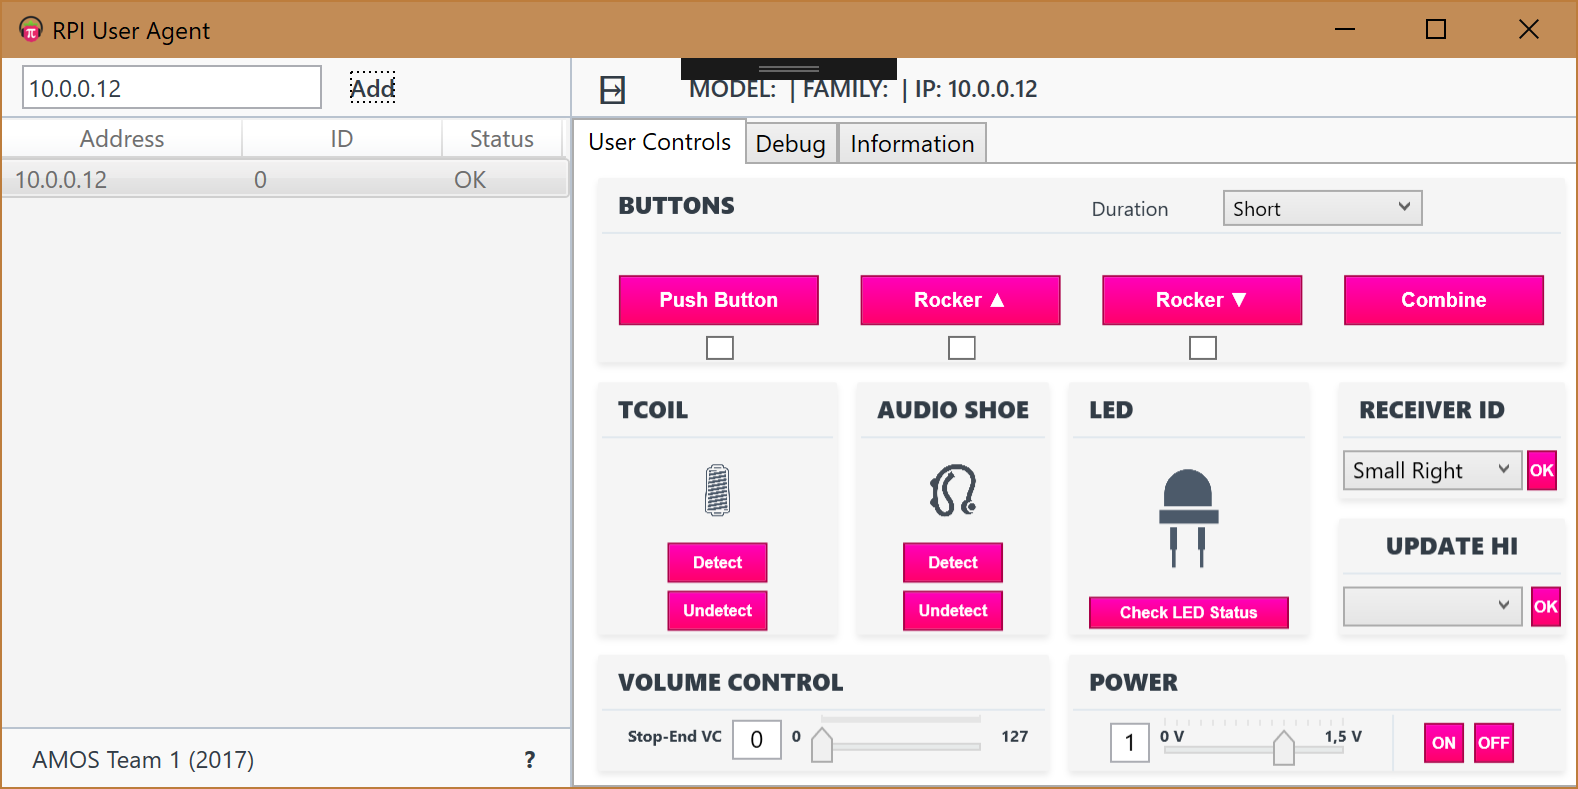 RPI User Agent
10.0.0.12 Add
MODEL: | FAMILY: | IP: 10.0.0.12
Address ID Status
10.0.0.12 0 OK
User Controls Debug Information
BUTTONS Duration Short
Push Button Rocker ▲ Rocker ▼ Combine
TCOIL
Detect
Undetect
AUDIO SHOE
Detect
Undetect
LED
Check LED Status
RECEIVER ID
Small Right OK
UPDATE HI
OK
VOLUME CONTROL
Stop-End VC 0 0 127
POWER
1 0 V 1,5 V ON OFF
AMOS Team 1 (2017) ?